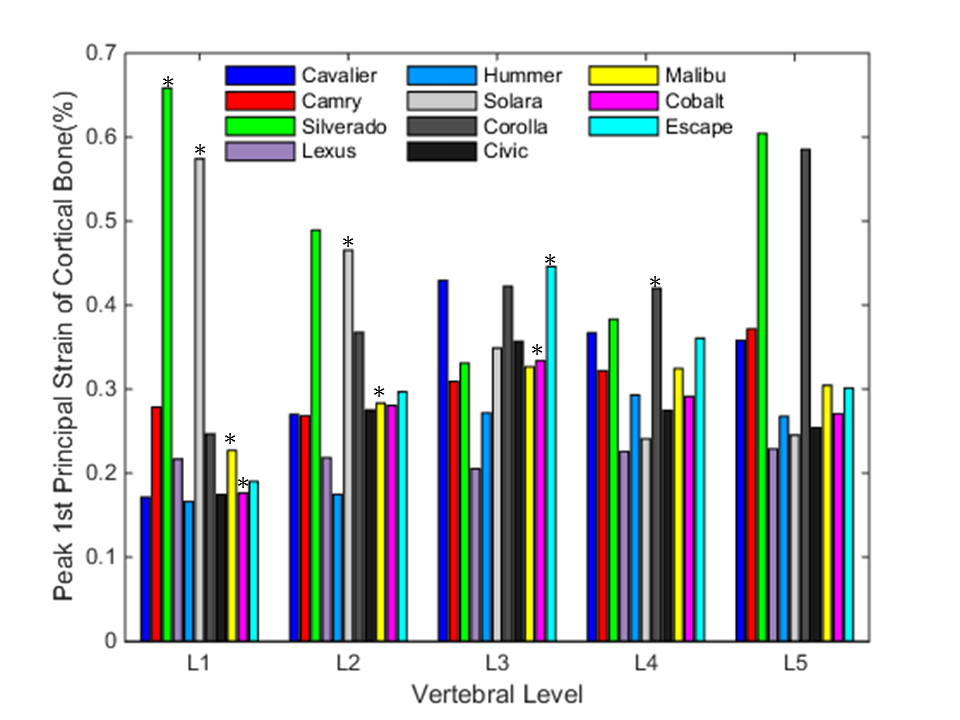 Peak 1st Principal Strain of Cortical Bone(%)
0.7
0.6
0.5
0.4
0.3
0.2
0.1
0
Cavalier
Camry
Silverado
Lexus
Hummer
Solara
Corolla
Civic
Malibu
Cobalt
Escape
* * * *
* *
* *
*
L1 L2 L3 L4 L5
Vertebral Level